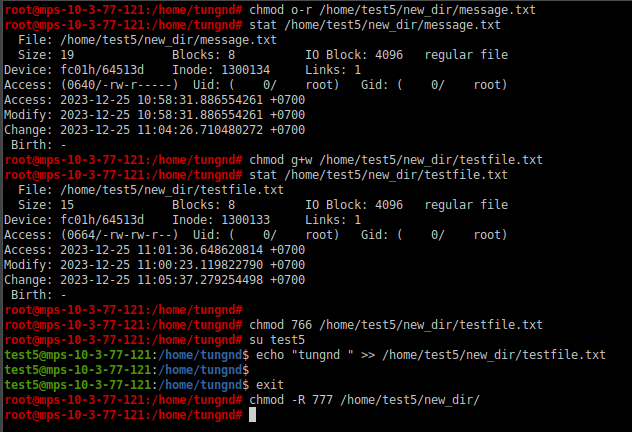 root@mps-10-3-77-121:/home/tungnd# chmod o-r /home/test5/new_dir/message.txt
root@mps-10-3-77-121:/home/tungnd# stat /home/test5/new_dir/message.txt
  File: /home/test5/new_dir/message.txt
  Size: 19              Blocks: 8          IO Block: 4096   regular file
Device: fc01h/64513d    Inode: 1300134     Links: 1
Access: (0640/-rw-r-----)  Uid: (    0/    root)   Gid: (    0/    root)
Access: 2023-12-25 10:58:31.886554261 +0700
Modify: 2023-12-25 10:58:31.886554261 +0700
Change: 2023-12-25 11:04:26.710480272 +0700
 Birth: -
root@mps-10-3-77-121:/home/tungnd# chmod g+w /home/test5/new_dir/testfile.txt
root@mps-10-3-77-121:/home/tungnd# stat /home/test5/new_dir/testfile.txt
  File: /home/test5/new_dir/testfile.txt
  Size: 15              Blocks: 8          IO Block: 4096   regular file
Device: fc01h/64513d    Inode: 1300133     Links: 1
Access: (0664/-rw-rw-r--)  Uid: (    0/    root)   Gid: (    0/    root)
Access: 2023-12-25 11:01:36.648620814 +0700
Modify: 2023-12-25 11:00:23.119822790 +0700
Change: 2023-12-25 11:05:37.279254498 +0700
 Birth: -
root@mps-10-3-77-121:/home/tungnd#
root@mps-10-3-77-121:/home/tungnd# chmod 766 /home/test5/new_dir/testfile.txt
root@mps-10-3-77-121:/home/tungnd# su test5
test5@mps-10-3-77-121:/home/tungnd$ echo "tungnd " >> /home/test5/new_dir/testfile.txt
test5@mps-10-3-77-121:/home/tungnd$
test5@mps-10-3-77-121:/home/tungnd$ exit
root@mps-10-3-77-121:/home/tungnd# chmod -R 777 /home/test5/new_dir/
root@mps-10-3-77-121:/home/tungnd#